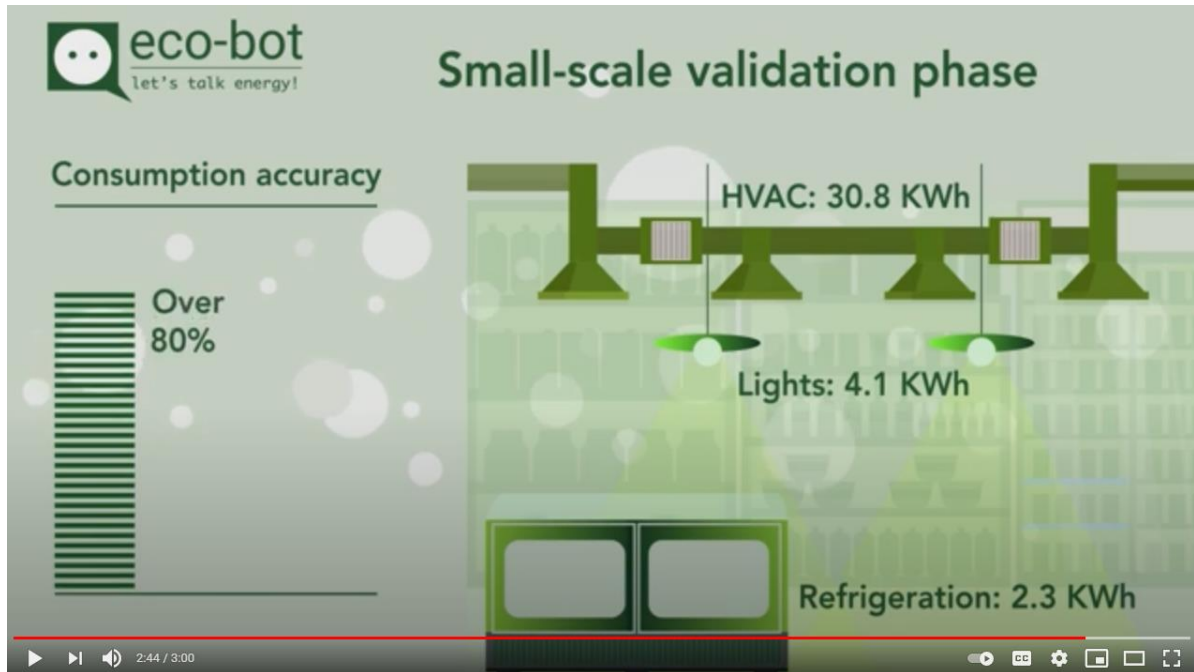 eco-bot
let's talk energy!
Small-scale validation phase
Consumption accuracy
Over
80%
HVAC: 30.8 KWh
Lights: 4.1 KWh
Refrigeration: 2.3 KWh
2:44 / 3:00
CC